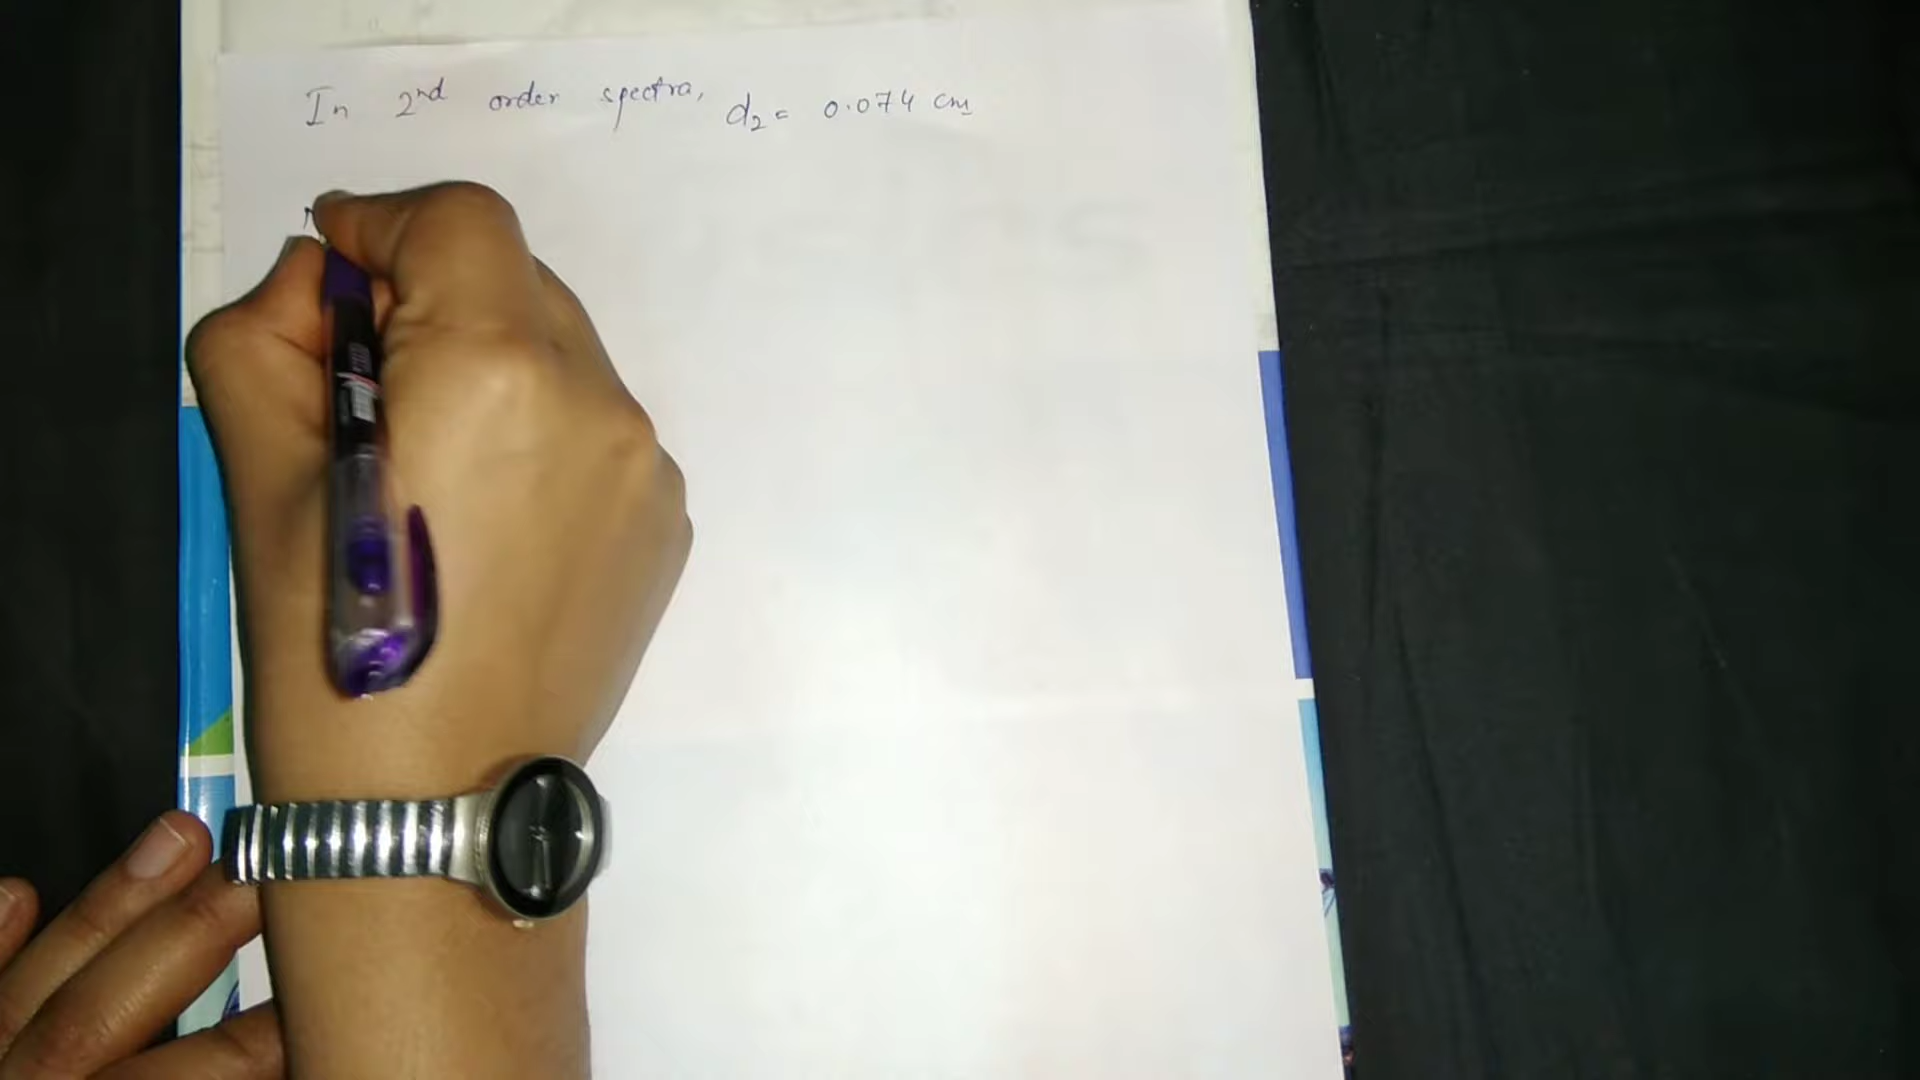 In 2nd order spectra, d2 = 0.074 cm